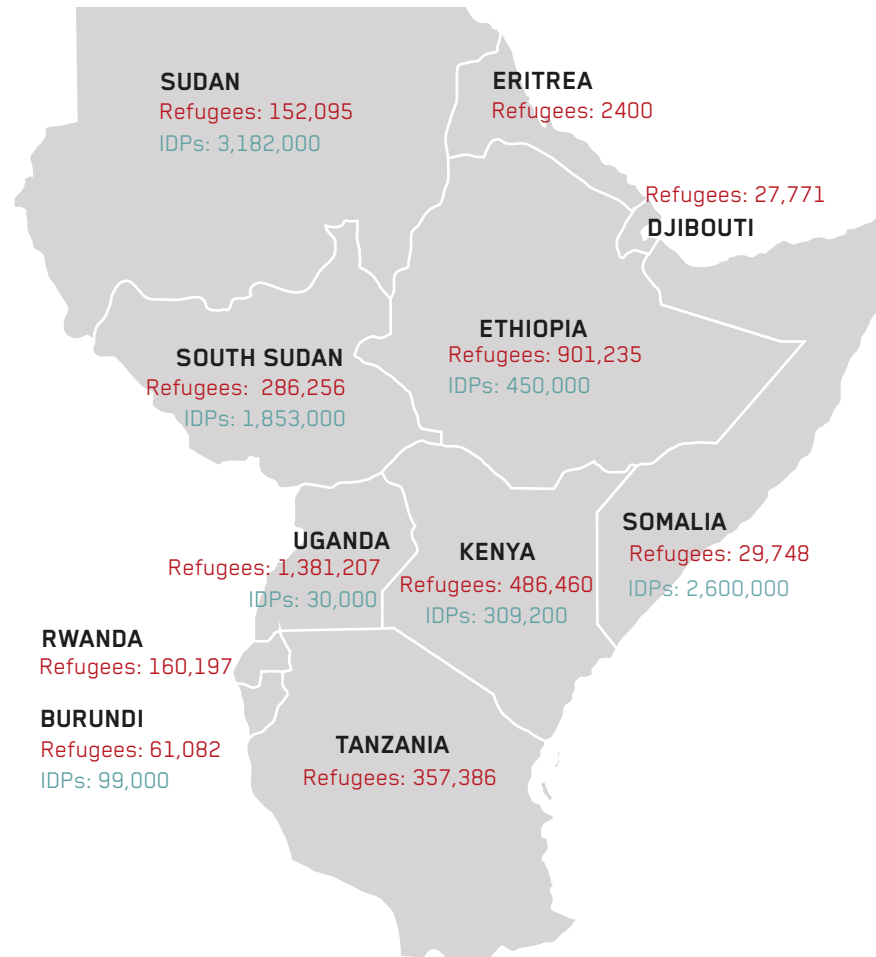 SUDAN
Refugees: 152,095
IDPs: 3,182,000
ERITREA
Refugees: 2400
Refugees: 27,771
DJIBOUTI
ETHIOPIA
Refugees: 901,235
IDPs: 450,000
SOUTH SUDAN
Refugees: 286,256
IDPs: 1,853,000
SOMALIA
Refugees: 29,748
IDPs: 2,600,000
UGANDA
Refugees: 1,381,207
IDPs: 30,000
KENYA
Refugees: 486,460
IDPs: 309,200
RWANDA
Refugees: 160,197
BURUNDI
Refugees: 61,082
IDPs: 99,000
TANZANIA
Refugees: 357,386